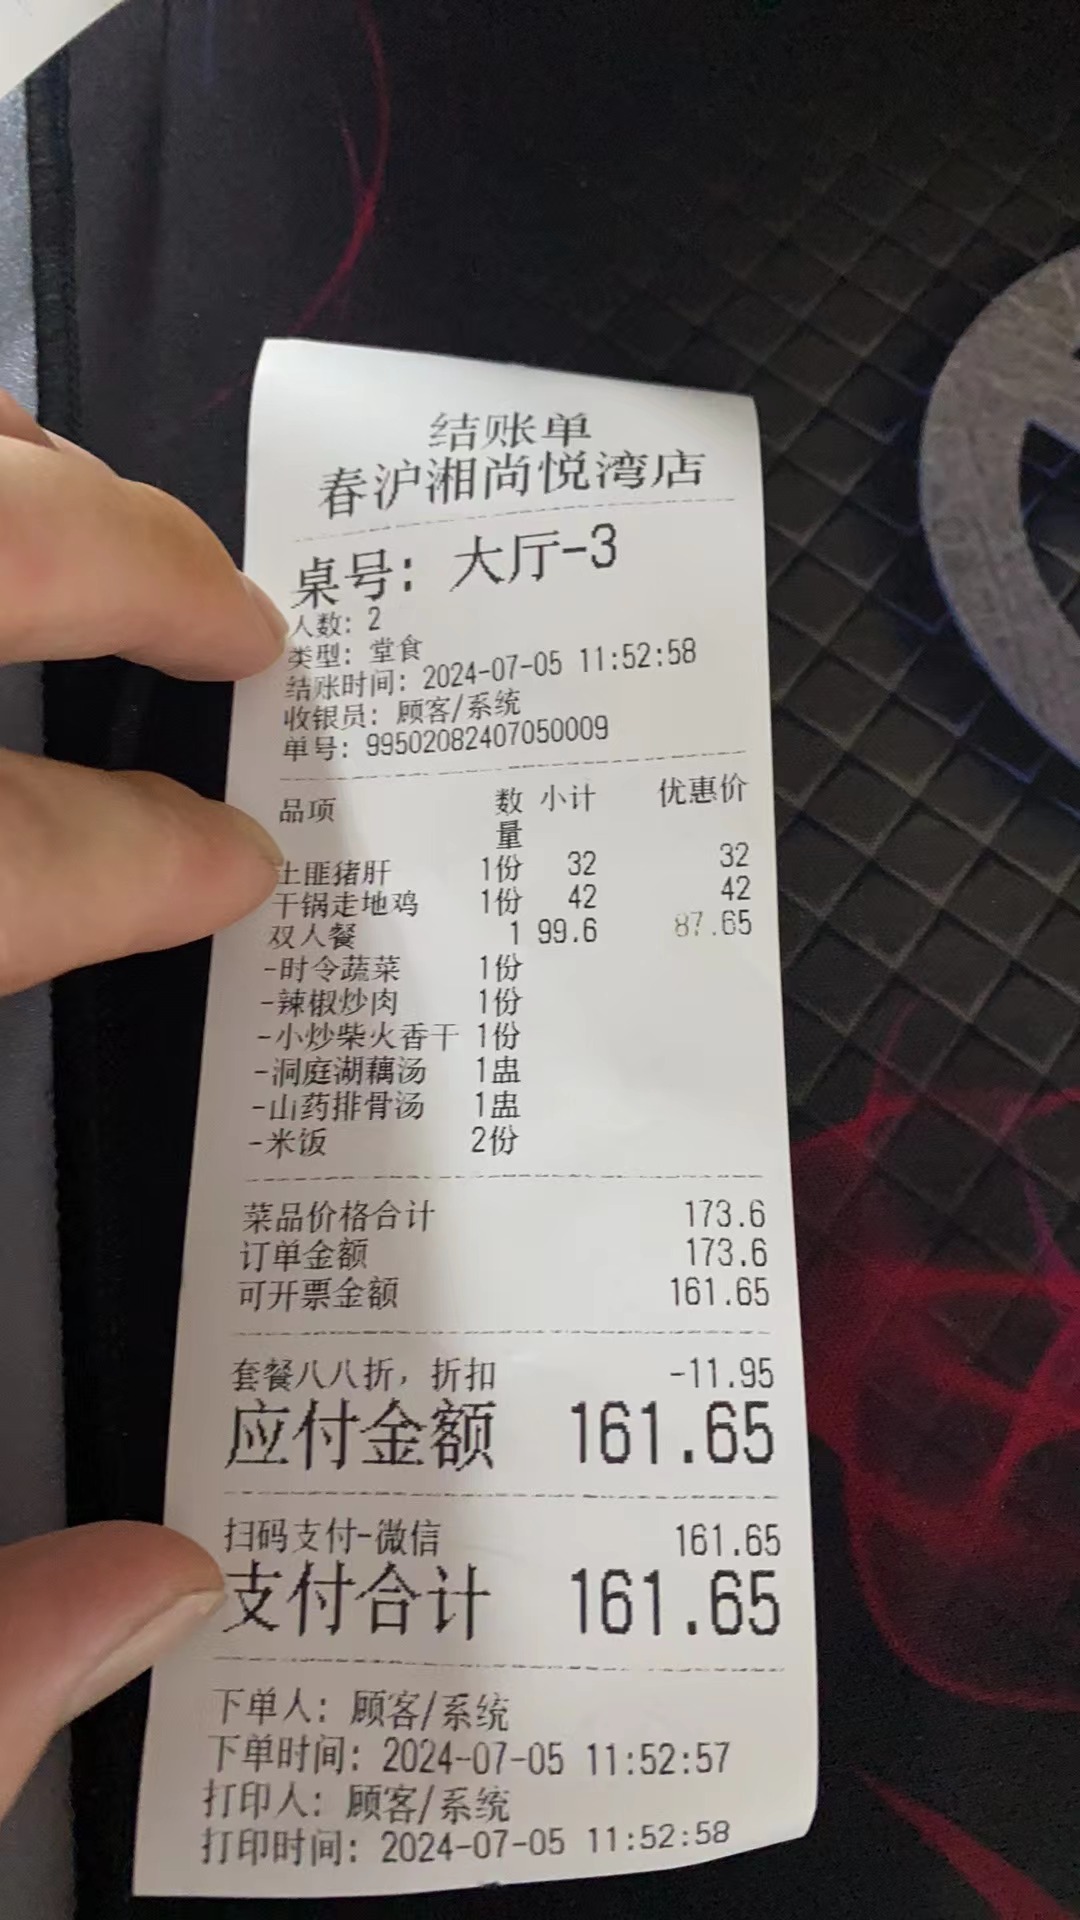 结账单
春沪湘尚悦湾店
桌号: 大厅-3
人数: 2
类型: 堂食
结账时间: 2024-07-05 11:52:58
收银员: 顾客/系统
单号: 99502082407050009
品项 数量 小计 优惠价
土匪猪肝 1份 32 32
干锅走地鸡 1份 42 42
双人餐 1 99.6 87.65
-时令蔬菜 1份
-辣椒炒肉 1份
-小炒柴火香干 1份
-洞庭湖藕汤 1盅
-山药排骨汤 1盅
-米饭 2份
菜品价格合计 173.6
订单金额 173.6
可开票金额 161.65
套餐八八折，折扣 -11.95
应付金额 161.65
扫码支付-微信 161.65
支付合计 161.65
下单人: 顾客/系统
下单时间: 2024-07-05 11:52:57
打印人: 顾客/系统
打印时间: 2024-07-05 11:52:58